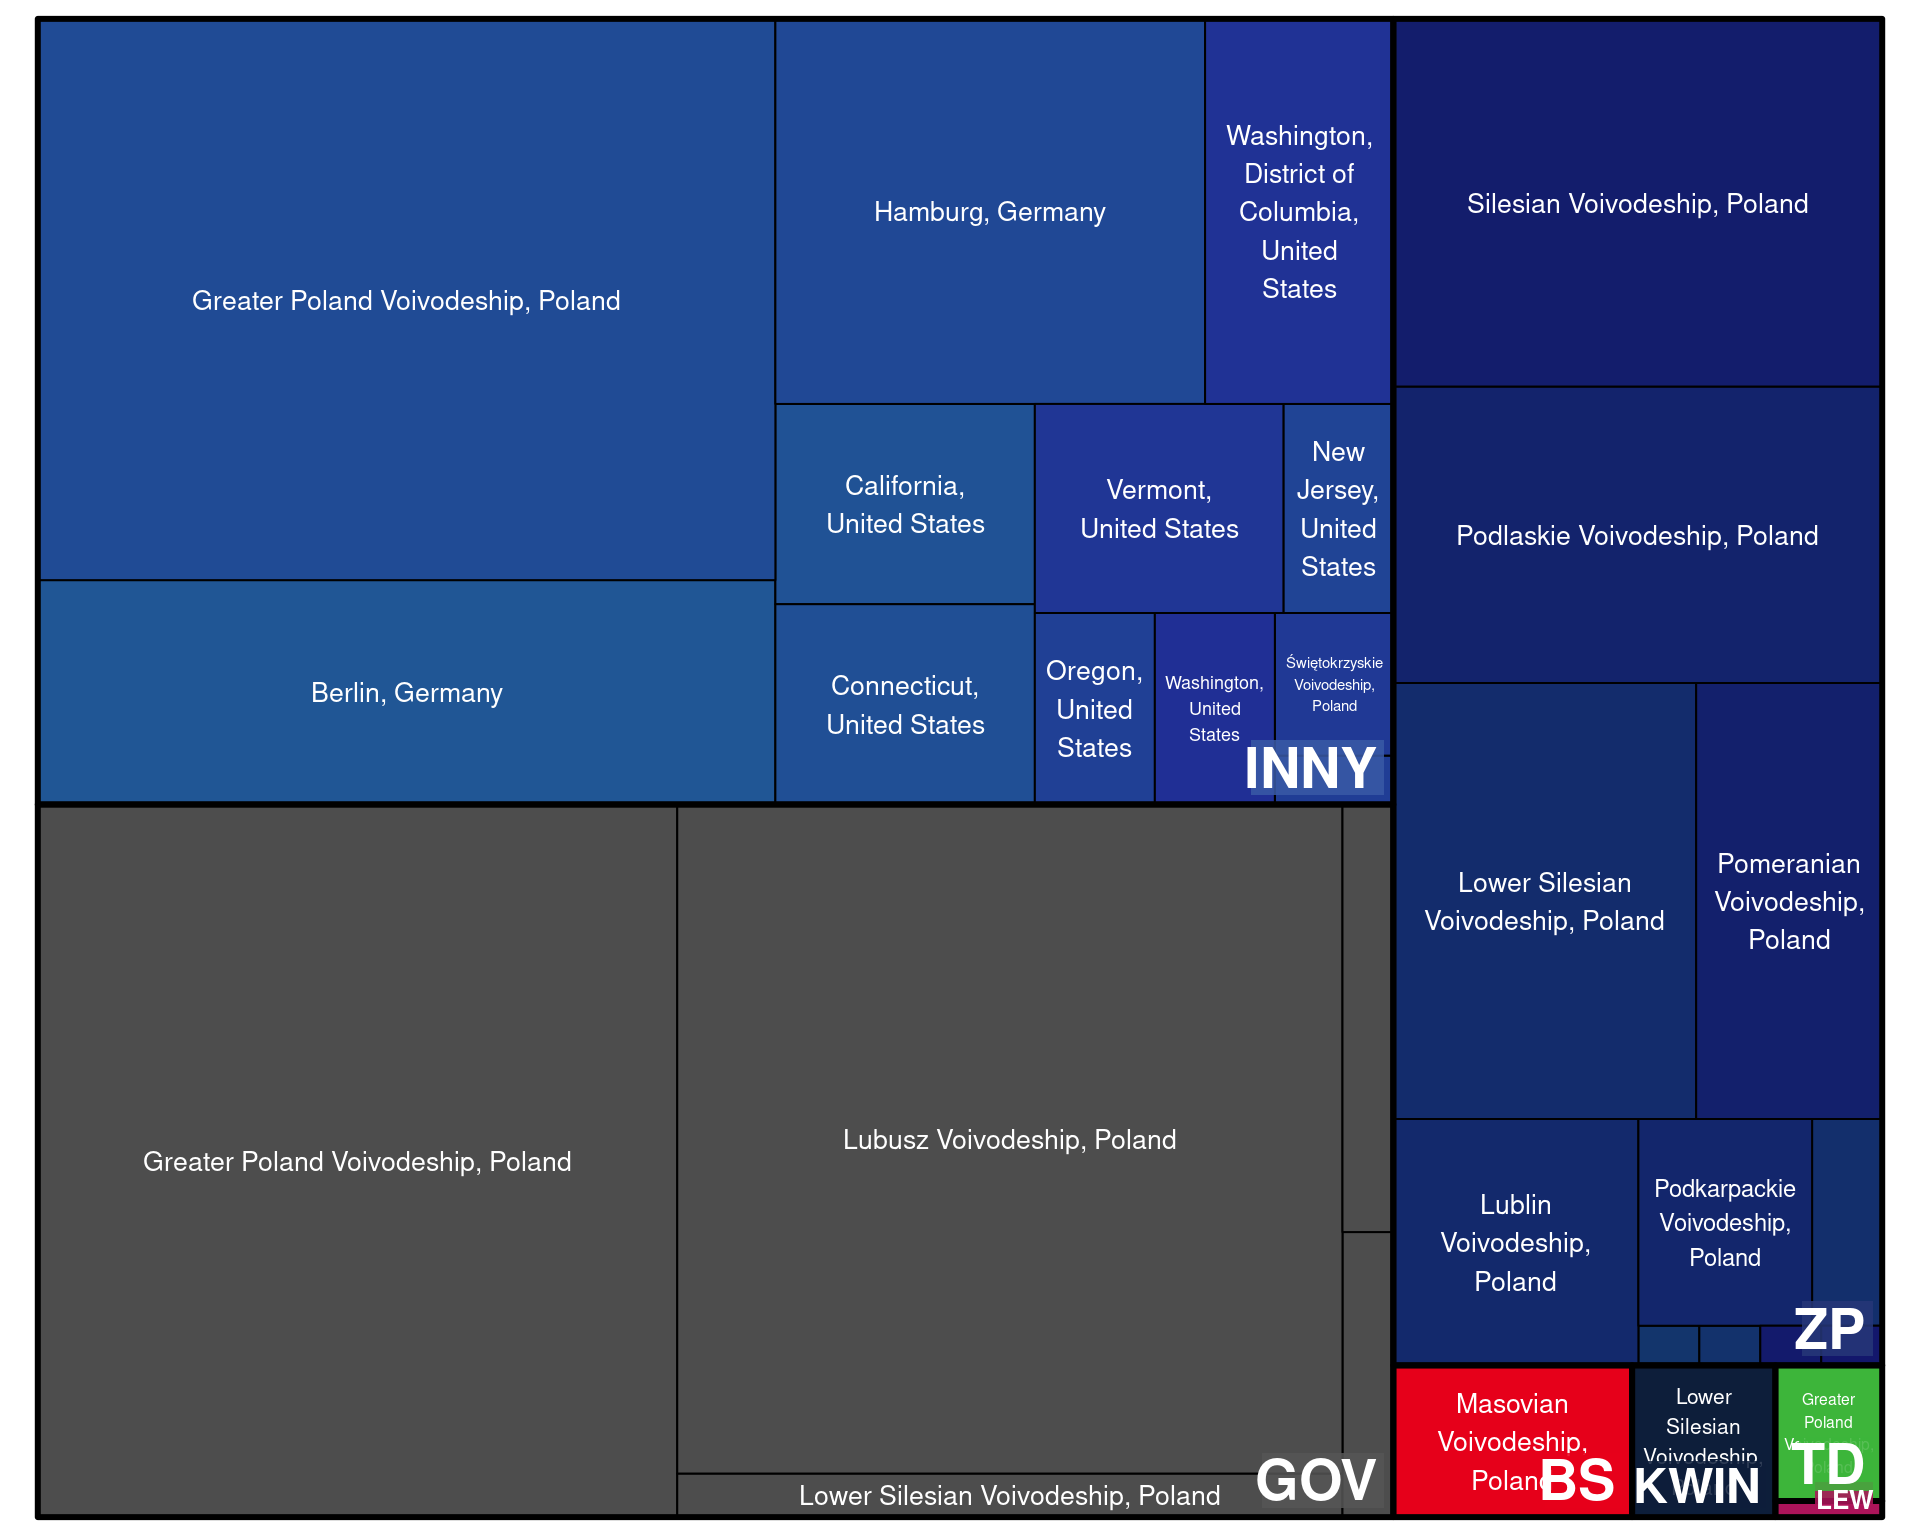 Greater Poland Voivodeship, Poland
Berlin, Germany
Hamburg, Germany
Washington,
District of
Columbia,
United
States
California,
United States
Connecticut,
United States
Vermont,
United States
New
Jersey,
United
States
Oregon,
United
States
Washington,
United
States
Świętokrzyskie
Voivodeship,
Poland
INNY
Greater Poland Voivodeship, Poland
Lubusz Voivodeship, Poland
Lower Silesian Voivodeship, Poland
GOV
Silesian Voivodeship, Poland
Podlaskie Voivodeship, Poland
Lower Silesian
Voivodeship, Poland
Pomeranian
Voivodeship,
Poland
Lublin
Voivodeship,
Poland
Podkarpackie
Voivodeship,
Poland
ZP
Masovian
Voivodeship,
Poland
BS
Lower
Silesian
Voivodeship,
KWIN
Greater
Poland
TD
LEW